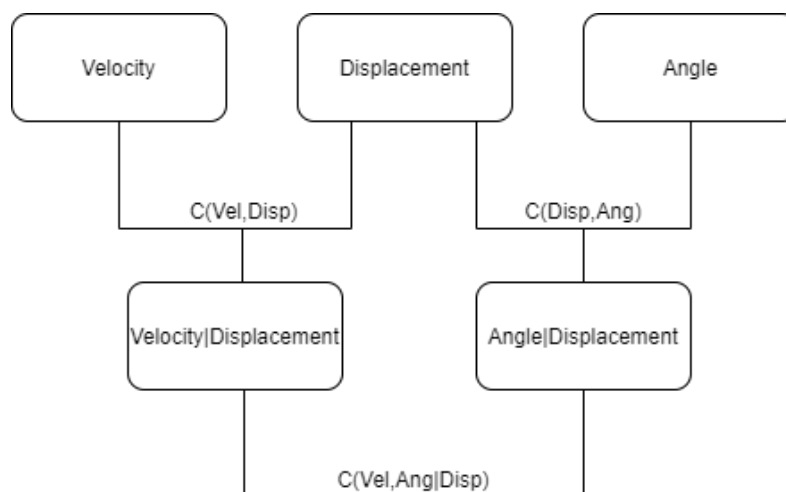 Velocity
Displacement
Angle
C(Vel,Disp)
C(Disp,Ang)
Velocity|Displacement
Angle|Displacement
C(Vel,Ang|Disp)